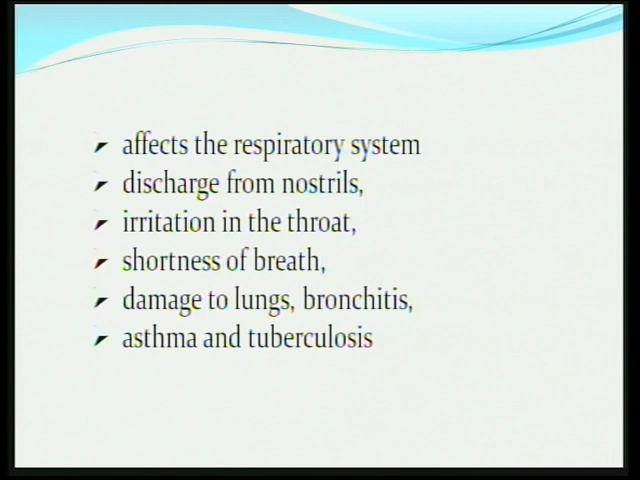 affects the respiratory system
discharge from nostrils,
irritation in the throat,
shortness of breath,
damage to lungs, bronchitis,
asthma and tuberculosis